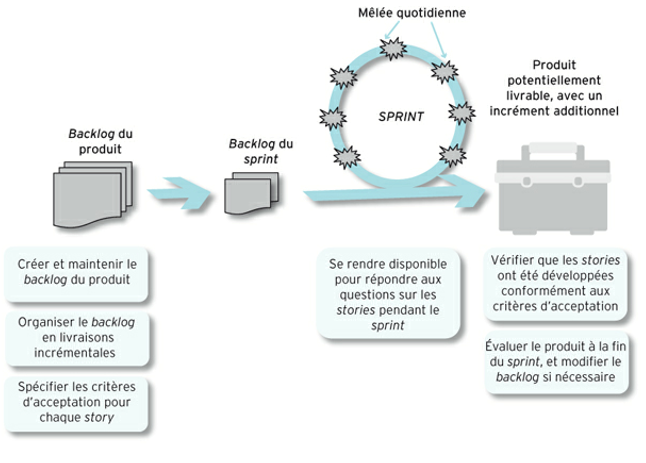 Mêlée quotidienne
Backlog du
produit
Backlog du
sprint
SPRINT
Produit
potentiellement
livrable, avec un
incrément additionnel
Créer et maintenir le
backlog du produit
Organiser le backlog
en livraisons
incrémentales
Spécifier les critères
d'acceptation pour
chaque story
Se rendre disponible
pour répondre aux
questions sur les
stories pendant le
sprint
Vérifier que les stories
ont été développées
conformément aux
critères d'acceptation
Évaluer le produit à la fin
du sprint, et modifier le
backlog si nécessaire